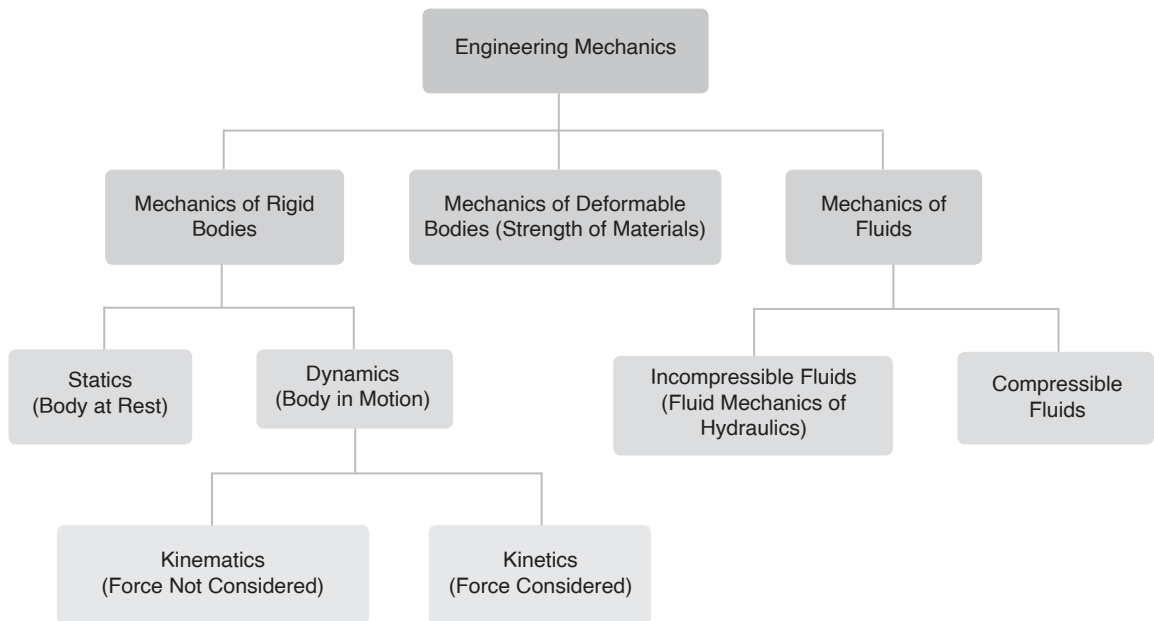 Engineering Mechanics
Mechanics of Rigid
Bodies
Mechanics of Deformable
Bodies (Strength of Materials)
Mechanics of
Fluids
Statics
(Body at Rest)
Dynamics
(Body in Motion)
Incompressible Fluids
(Fluid Mechanics of
Hydraulics)
Compressible
Fluids
Kinematics
(Force Not Considered)
Kinetics
(Force Considered)